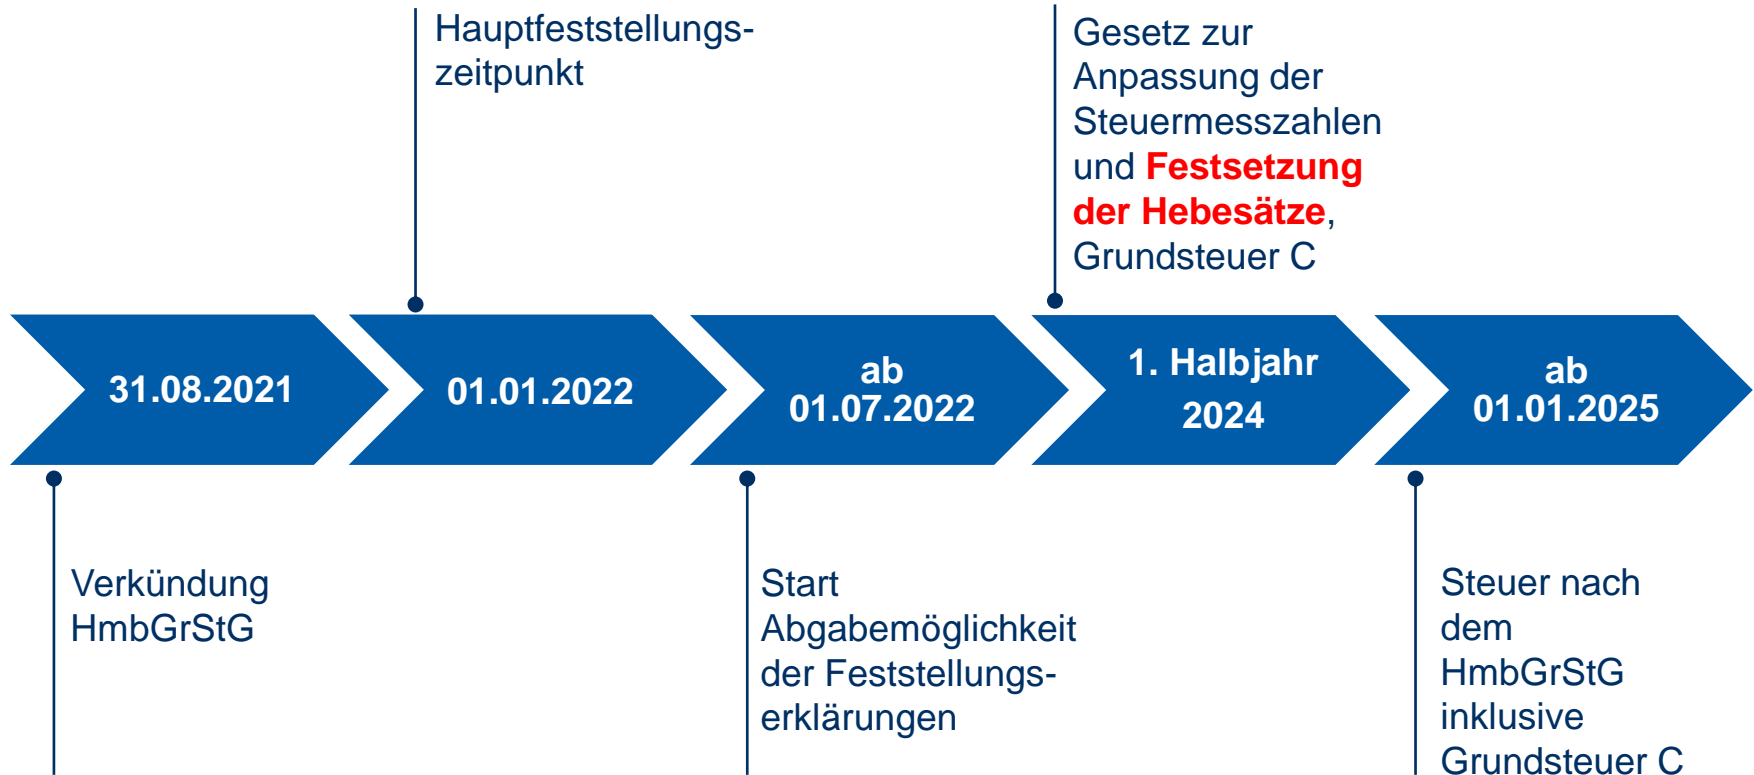 Hauptfeststellungs-
zeitpunkt
Gesetz zur
Anpassung der
Steuermesszahlen
und Festsetzung
der Hebesätze,
Grundsteuer C
31.08.2021
01.01.2022
ab
01.07.2022
1. Halbjahr
2024
ab
01.01.2025
Verkündung
HmbGrStG
Start
Abgabemöglichkeit
der Feststellungs-
erklärungen
Steuer nach
dem
HmbGrStG
inklusive
Grundsteuer C